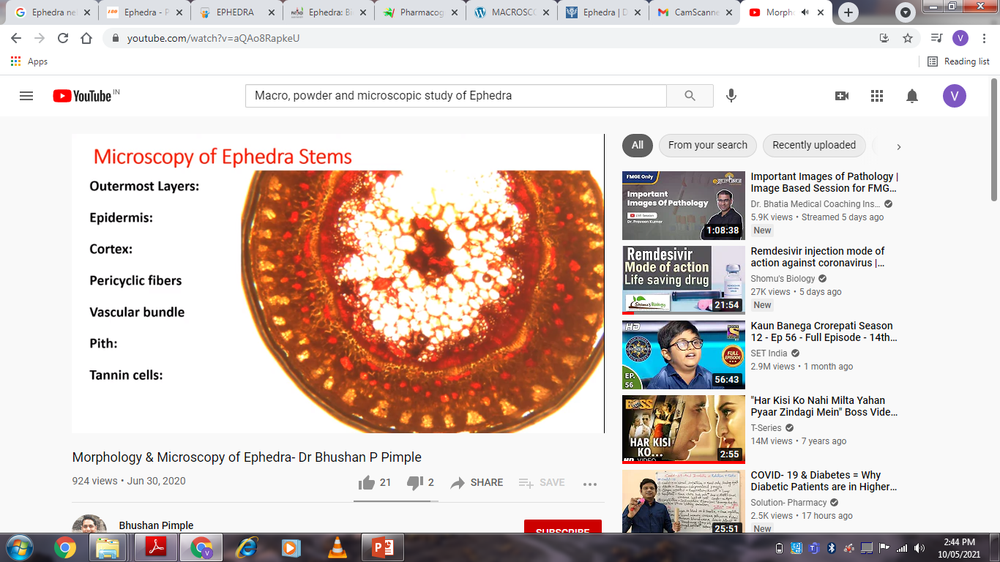 Ephedra ne
180
Ephedra - P
EPHEDRA
Ephedra: Bi
Pharmacog
MACROSCO
Ephedra | D
CamScanne
Morph
youtube.com/watch?v=aQAo8RapkeU
V
Apps
Reading list
YouTube IN
Macro, powder and microscopic study of Ephedra
V
Microscopy of Ephedra Stems
Outermost Layers:
Epidermis:
Cortex:
Pericyclic fibers
Vascular bundle
Pith:
Tannin cells:
Morphology & Microscopy of Ephedra- Dr Bhushan P Pimple
924 views • Jun 30, 2020
21
2
SHARE
SAVE
Bhushan Pimple
SUBSCRIBE
All
From your search
Recently uploaded
FMGE Only
Important
Images Of Pathology
Dr. Praveen Kumar
1:08:38
Important Images of Pathology |
Image Based Session for FMG...
Dr. Bhatia Medical Coaching Ins...
5.9K views • Streamed 5 days ago
New
Remdesivir
Mode of action
Life saving drug
Shomu's Biology
21:54
Remdesivir injection mode of
action against coronavirus |...
Shomu's Biology
27K views • 5 days ago
New
HD
FULL
EPISODE
EP.
56
56:43
Kaun Banega Crorepati Season
12 - Ep 56 - Full Episode - 14th...
SET India
2.9M views • 1 month ago
BOSS
HAR KISI
KO...
HD VIDEO
2:55
"Har Kisi Ko Nahi Milta Yahan
Pyaar Zindagi Mein" Boss Vide...
T-Series
14M views • 7 years ago
25:51
COVID- 19 & Diabetes = Why
Diabetic Patients are in Higher...
Solution- Pharmacy
2.5K views • 17 hours ago
New
2:44 PM
10/05/2021